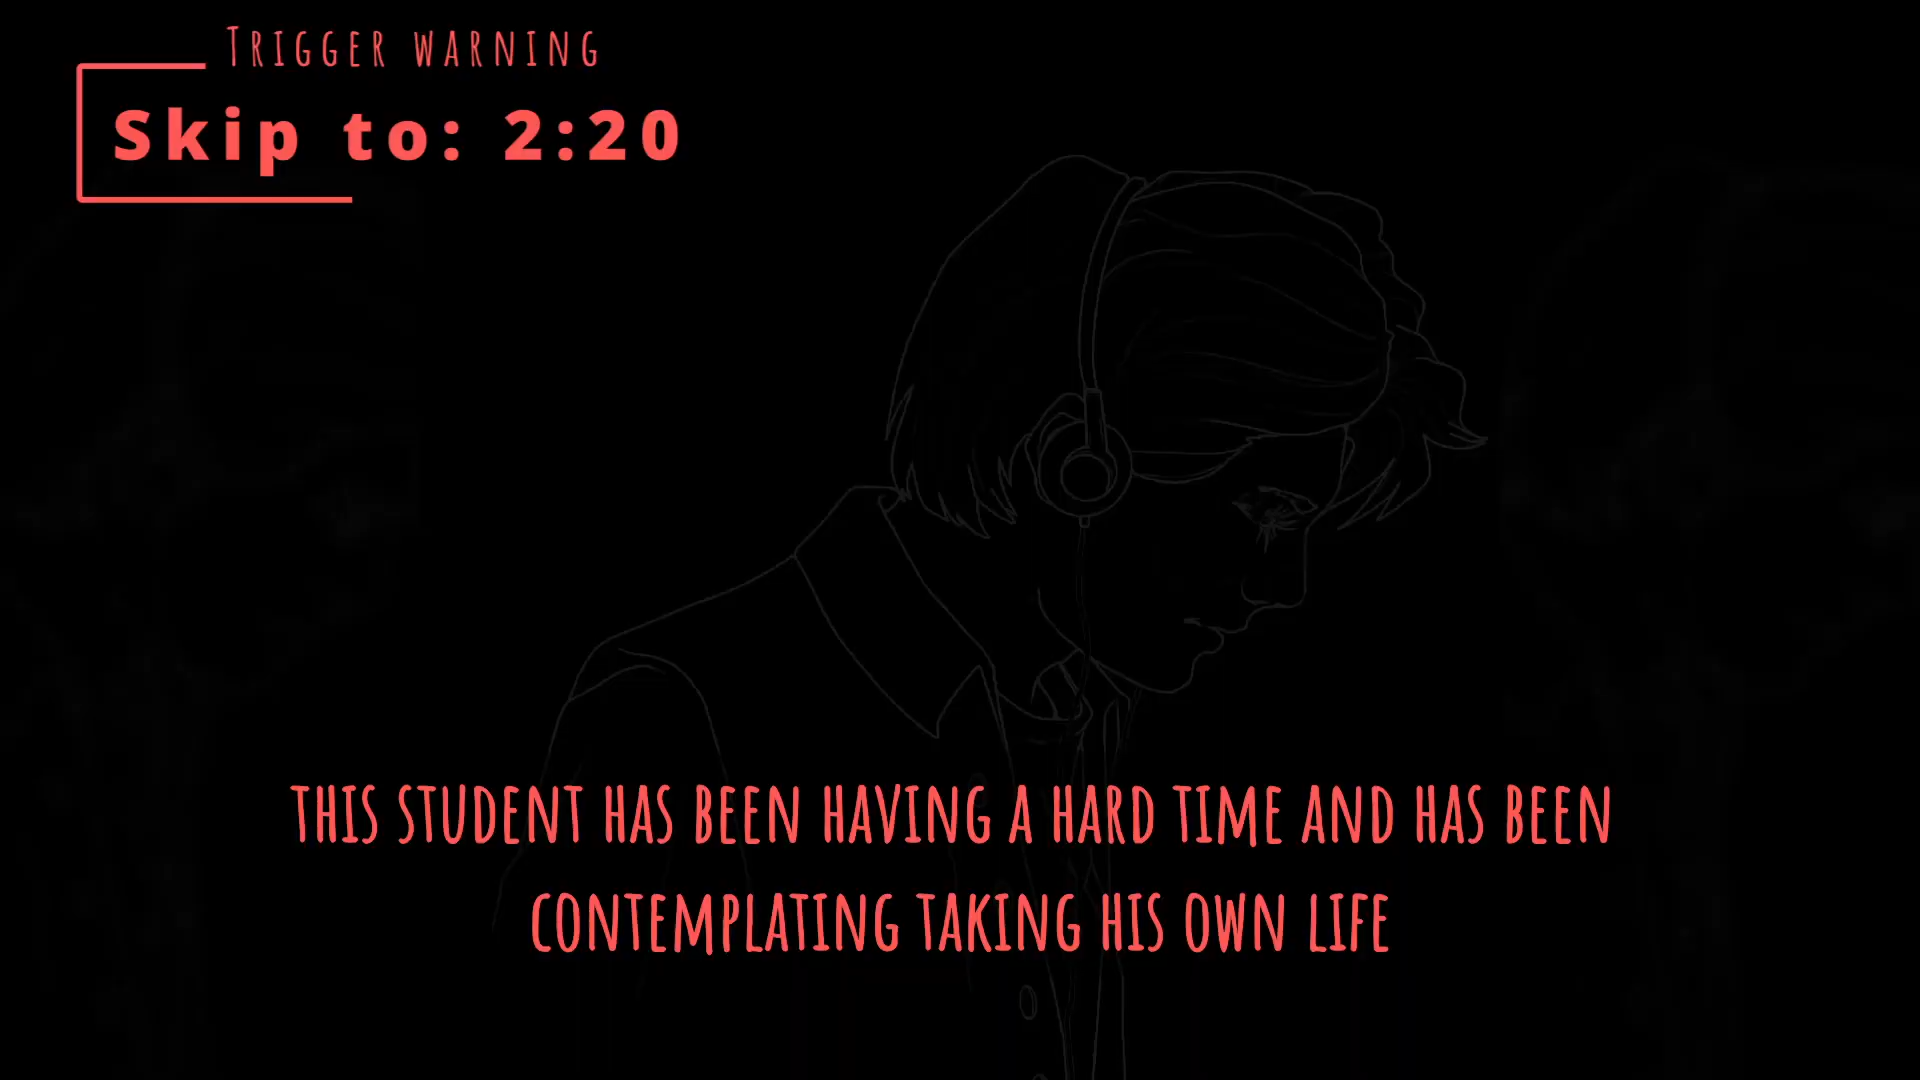 Trigger warning
Skip to: 2:20
THIS STUDENT HAS BEEN HAVING A HARD TIME AND HAS BEEN
CONTEMPLATING TAKING HIS OWN LIFE